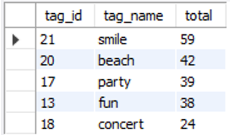 tag_id tag_name total
21 smile 59
20 beach 42
17 party 39
13 fun 38
18 concert 24